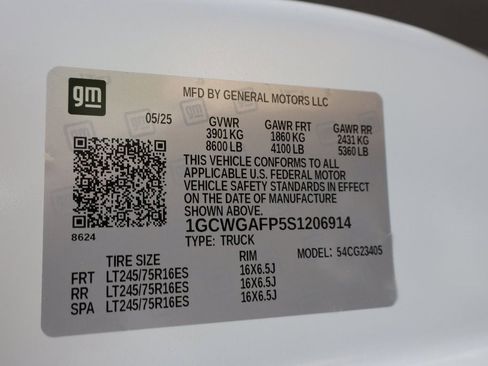 gm
MFD BY GENERAL MOTORS LLC
05/25 GVWR GAWR FRT GAWR RR
3901 KG 1860 KG 2431 KG
8600 LB 4100 LB 5360 LB
THIS VEHICLE CONFORMS TO ALL
APPLICABLE U.S. FEDERAL MOTOR
VEHICLE SAFETY STANDARDS IN EFFECT
ON THE DATE OF MANUFACTURE
SHOWN ABOVE.
8624 1GCWGAFP5S1206914
TYPE: TRUCK MODEL: 54CG23405
TIRE SIZE RIM
FRT LT245/75R16ES 16X6.5J
RR LT245/75R16ES 16X6.5J
SPA LT245/75R16ES 16X6.5J